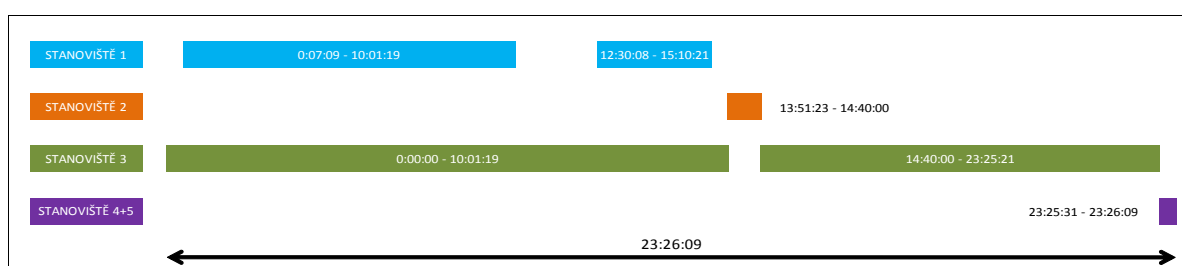 STANOVIŠTĚ 1
0:07:09 - 10:01:19
12:30:08 - 15:10:21
STANOVIŠTĚ 2
13:51:23 - 14:40:00
STANOVIŠTĚ 3
0:00:00 - 10:01:19
14:40:00 - 23:25:21
STANOVIŠTĚ 4+5
23:25:31 - 23:26:09
23:26:09